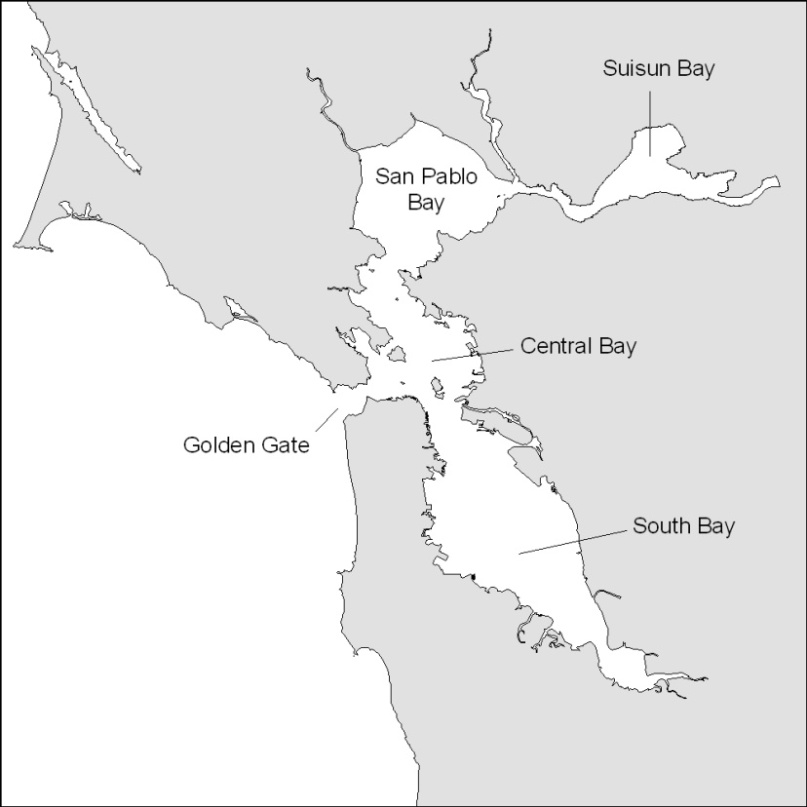 Suisun Bay
San Pablo
Bay
Central Bay
Golden Gate
South Bay